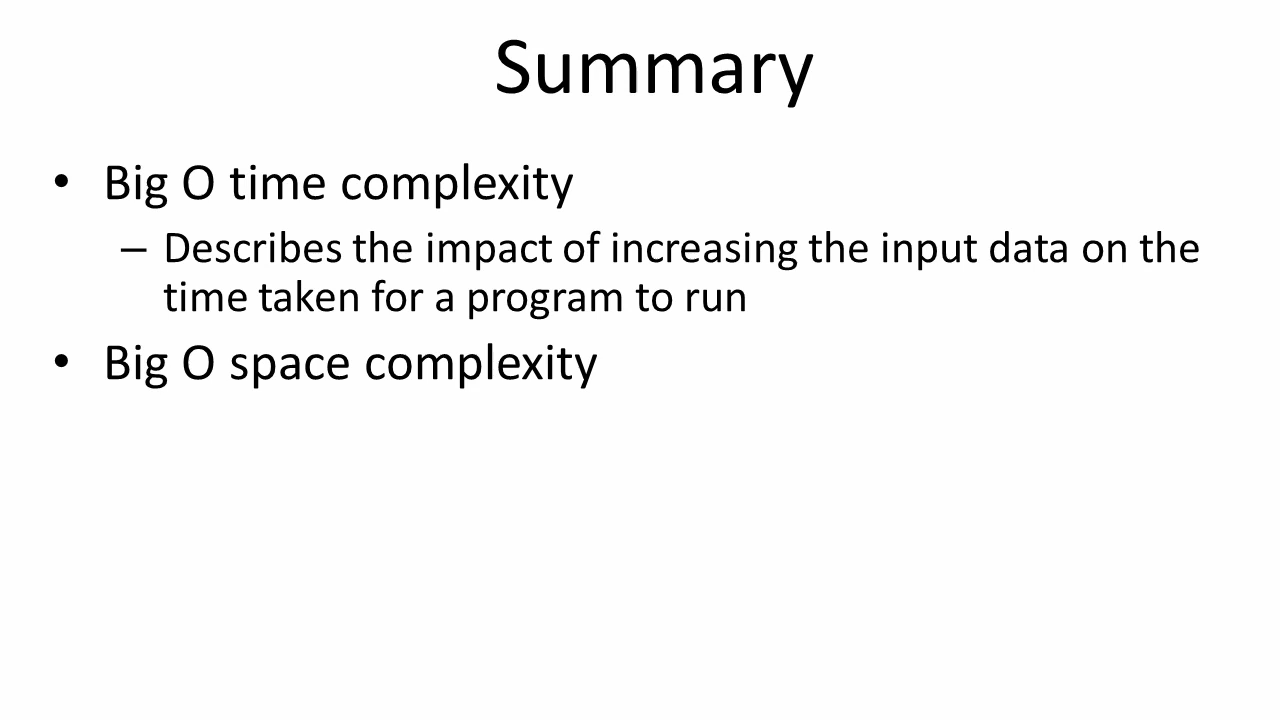 Summary
• Big O time complexity
– Describes the impact of increasing the input data on the
time taken for a program to run
• Big O space complexity